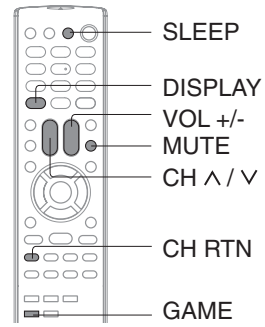 SLEEP
DISPLAY
VOL +/-
MUTE
CH ∧ / ∨
CH RTN
GAME